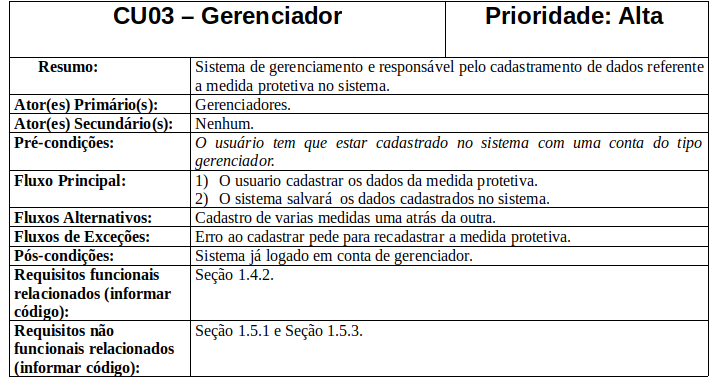 CU03 – Gerenciador
Prioridade: Alta
Resumo:
Sistema de gerenciamento e responsável pelo cadastramento de dados referente
a medida protetiva no sistema.
Ator(es) Primário(s):
Gerenciadores.
Ator(es) Secundário(s):
Nenhum.
Pré-condições:
O usuário tem que estar cadastrado no sistema com uma conta do tipo
gerenciador.
Fluxo Principal:
1) O usuario cadastrar os dados da medida protetiva.
2) O sistema salvará os dados cadastrados no sistema.
Fluxos Alternativos:
Cadastro de varias medidas uma atrás da outra.
Fluxos de Exceções:
Erro ao cadastrar pede para recadastrar a medida protetiva.
Pós-condições:
Sistema já logado em conta de gerenciador.
Requisitos funcionais
relacionados (informar
código):
Seção 1.4.2.
Requisitos não
funcionais relacionados
(informar código):
Seção 1.5.1 e Seção 1.5.3.